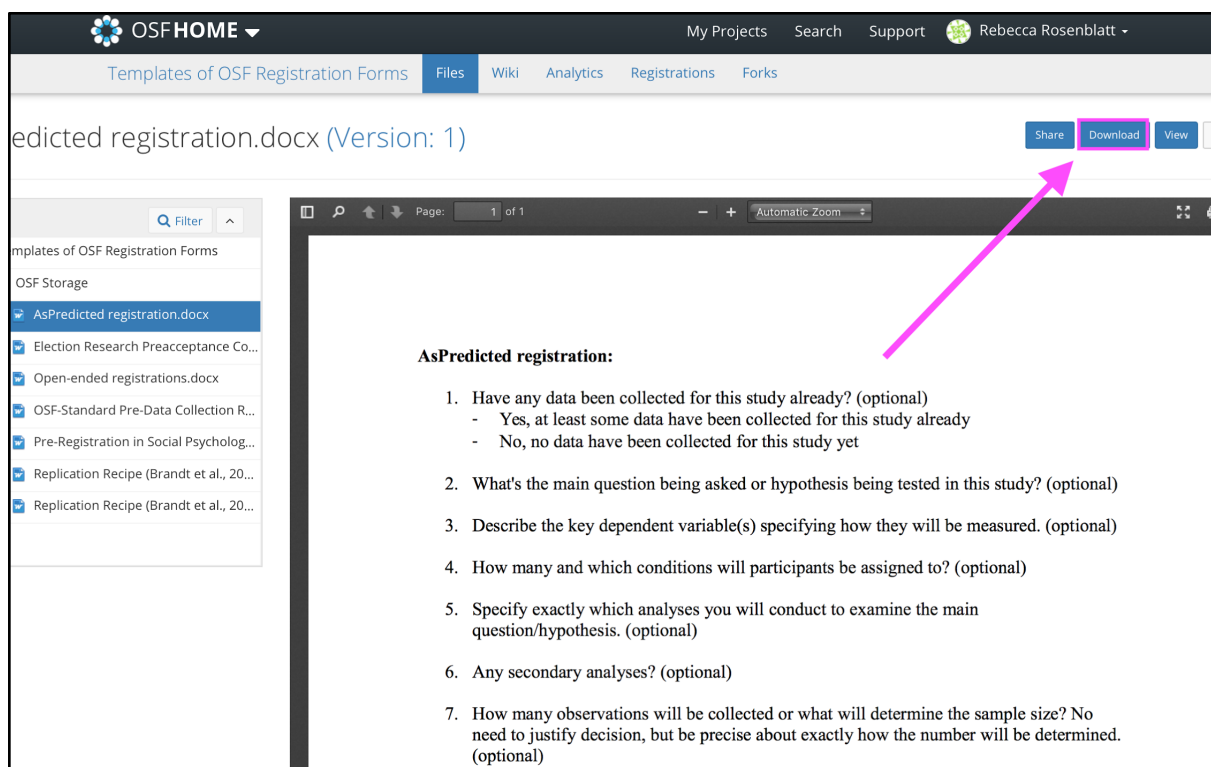 OSFHOME
My Projects
Search
Support
Rebecca Rosenblatt
Templates of OSF Registration Forms
Files
Wiki
Analytics
Registrations
Forks
edicted registration.docx (Version: 1)
Share
Download
View
Filter
mplates of OSF Registration Forms
OSF Storage
AsPredicted registration.docx
Election Research Preacceptance Co...
Open-ended registrations.docx
OSF-Standard Pre-Data Collection R...
Pre-Registration in Social Psycholog...
Replication Recipe (Brandt et al., 20...
Replication Recipe (Brandt et al., 20...
Page: 1 of 1
Automatic Zoom
AsPredicted registration:
1. Have any data been collected for this study already? (optional)
- Yes, at least some data have been collected for this study already
- No, no data have been collected for this study yet
2. What's the main question being asked or hypothesis being tested in this study? (optional)
3. Describe the key dependent variable(s) specifying how they will be measured. (optional)
4. How many and which conditions will participants be assigned to? (optional)
5. Specify exactly which analyses you will conduct to examine the main
question/hypothesis. (optional)
6. Any secondary analyses? (optional)
7. How many observations will be collected or what will determine the sample size? No
need to justify decision, but be precise about exactly how the number will be determined.
(optional)